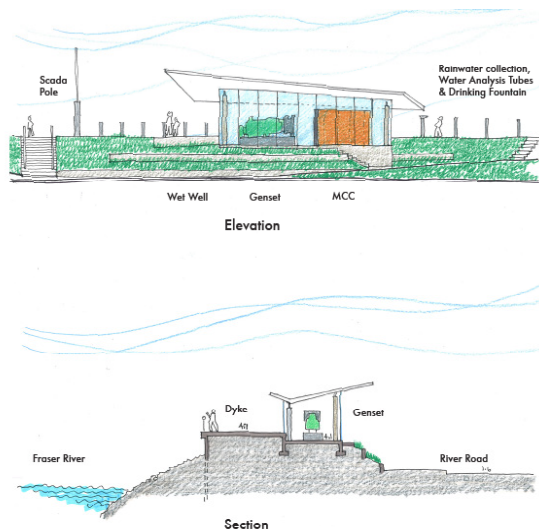 Scada
Pole
Rainwater collection,
Water Analysis Tubes
& Drinking Fountain
Wet Well
Genset
MCC
Elevation
Dyke
Genset
Fraser River
River Road
Section